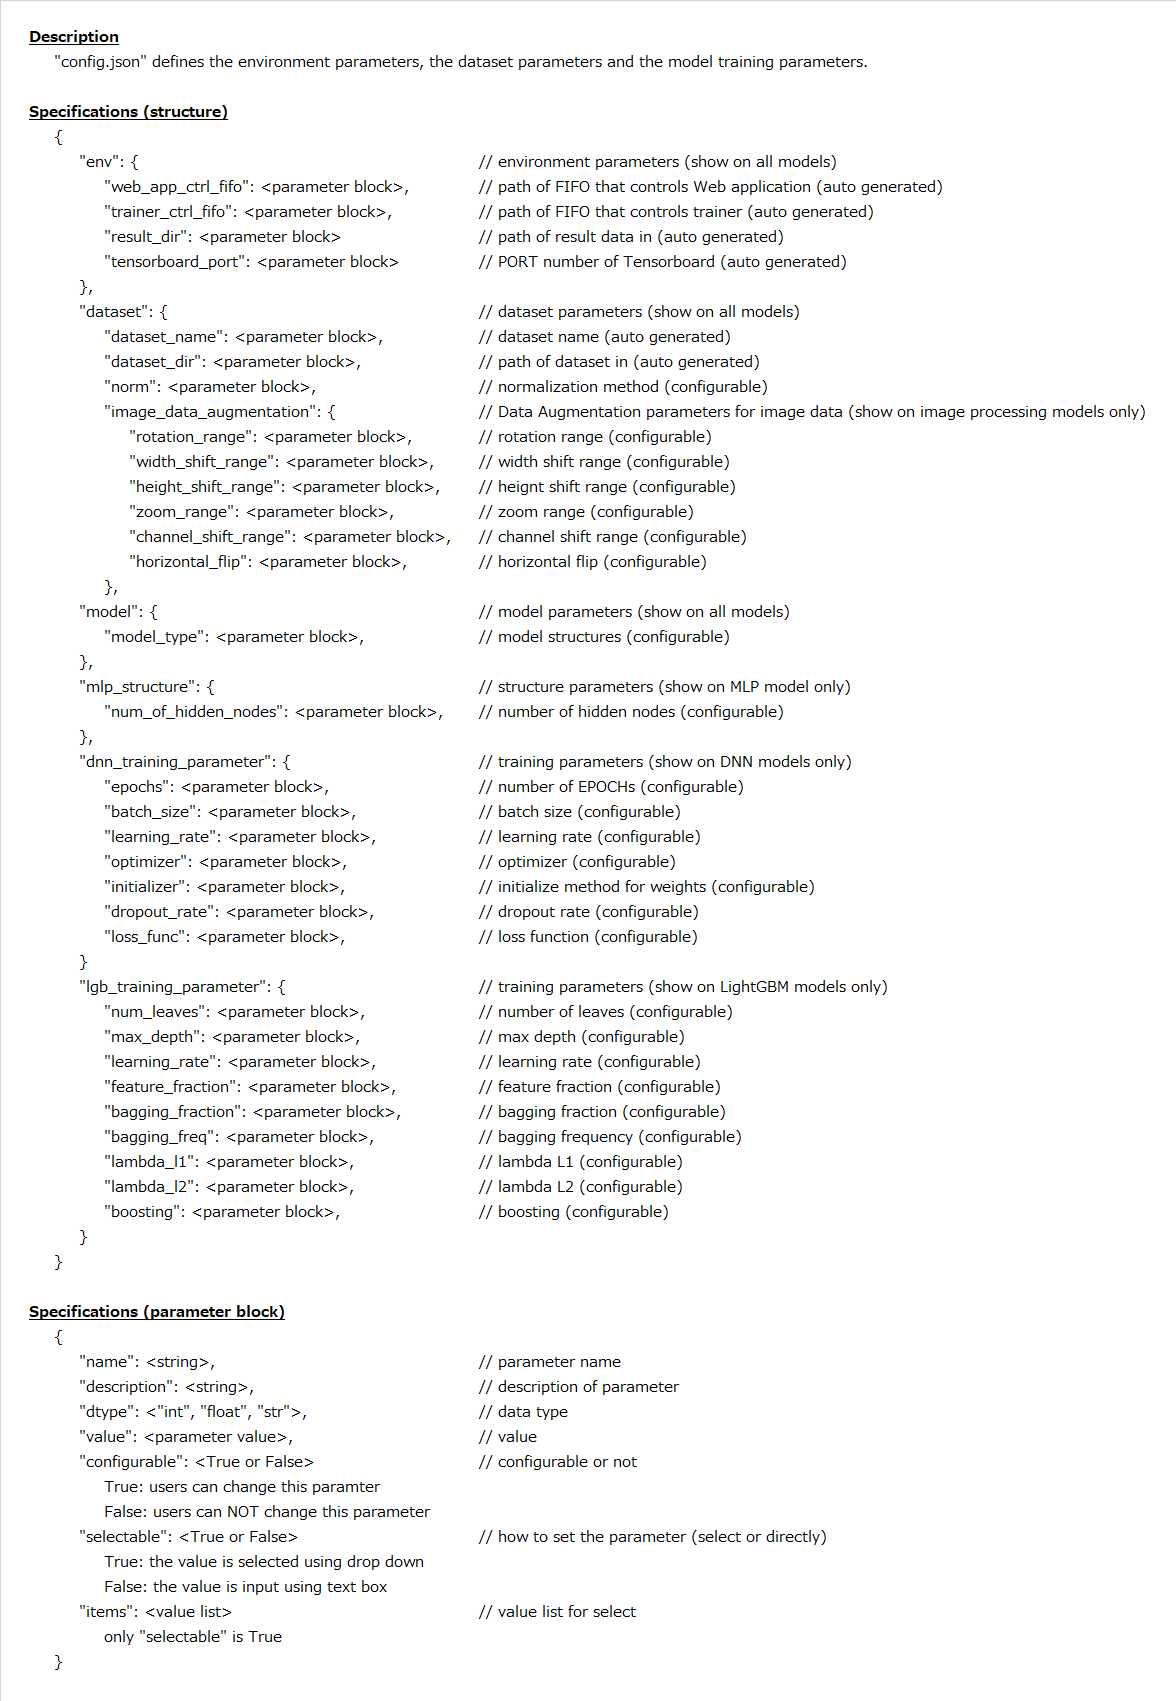 Description
"config.json" defines the environment parameters, the dataset parameters and the model training parameters.
Specifications (structure)
{
"env": { // environment parameters (show on all models)
"web_app_ctrl_fifo": <parameter block>, // path of FIFO that controls Web application (auto generated)
"trainer_ctrl_fifo": <parameter block>, // path of FIFO that controls trainer (auto generated)
"result_dir": <parameter block> // path of result data in (auto generated)
"tensorboard_port": <parameter block> // PORT number of Tensorboard (auto generated)
},
"dataset": { // dataset parameters (show on all models)
"dataset_name": <parameter block>, // dataset name (auto generated)
"dataset_dir": <parameter block>, // path of dataset in (auto generated)
"norm": <parameter block>, // normalization method (configurable)
"image_data_augmentation": { // Data Augmentation parameters for image data (show on image processing models only)
"rotation_range": <parameter block>, // rotation range (configurable)
"width_shift_range": <parameter block>, // width shift range (configurable)
"height_shift_range": <parameter block>, // heignt shift range (configurable)
"zoom_range": <parameter block>, // zoom range (configurable)
"channel_shift_range": <parameter block>, // channel shift range (configurable)
"horizontal_flip": <parameter block>, // horizontal flip (configurable)
},
"model": { // model parameters (show on all models)
"model_type": <parameter block>, // model structures (configurable)
},
"mlp_structure": { // structure parameters (show on MLP model only)
"num_of_hidden_nodes": <parameter block>, // number of hidden nodes (configurable)
},
"dnn_training_parameter": { // training parameters (show on DNN models only)
"epochs": <parameter block>, // number of EPOCHs (configurable)
"batch_size": <parameter block>, // batch size (configurable)
"learning_rate": <parameter block>, // learning rate (configurable)
"optimizer": <parameter block>, // optimizer (configurable)
"initializer": <parameter block>, // initialize method for weights (configurable)
"dropout_rate": <parameter block>, // dropout rate (configurable)
"loss_func": <parameter block>, // loss function (configurable)
}
"lgb_training_parameter": { // training parameters (show on LightGBM models only)
"num_leaves": <parameter block>, // number of leaves (configurable)
"max_depth": <parameter block>, // max depth (configurable)
"learning_rate": <parameter block>, // learning rate (configurable)
"feature_fraction": <parameter block>, // feature fraction (configurable)
"bagging_fraction": <parameter block>, // bagging fraction (configurable)
"bagging_freq": <parameter block>, // bagging frequency (configurable)
"lambda_l1": <parameter block>, // lambda L1 (configurable)
"lambda_l2": <parameter block>, // lambda L2 (configurable)
"boosting": <parameter block>, // boosting (configurable)
}
}
Specifications (parameter block)
{
"name": <string>, // parameter name
"description": <string>, // description of parameter
"dtype": <"int", "float", "str">, // data type
"value": <parameter value>, // value
"configurable": <True or False> // configurable or not
True: users can change this paramter
False: users can NOT change this parameter
"selectable": <True or False> // how to set the parameter (select or directly)
True: the value is selected using drop down
False: the value is input using text box
"items": <value list> // value list for select
only "selectable" is True
}